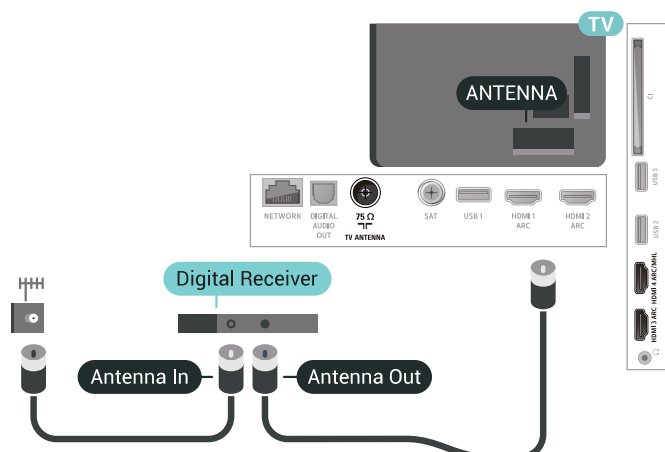 TV
ANTENNA
CI
USB 3
USB 2
HDMI 4 ARC/MHL
HDMI 3 ARC
NETWORK
DIGITAL
AUDIO
OUT
75 Ω
TV ANTENNA
SAT
USB 1
HDMI 1
ARC
HDMI 2
ARC
Digital Receiver
Antenna In
Antenna Out